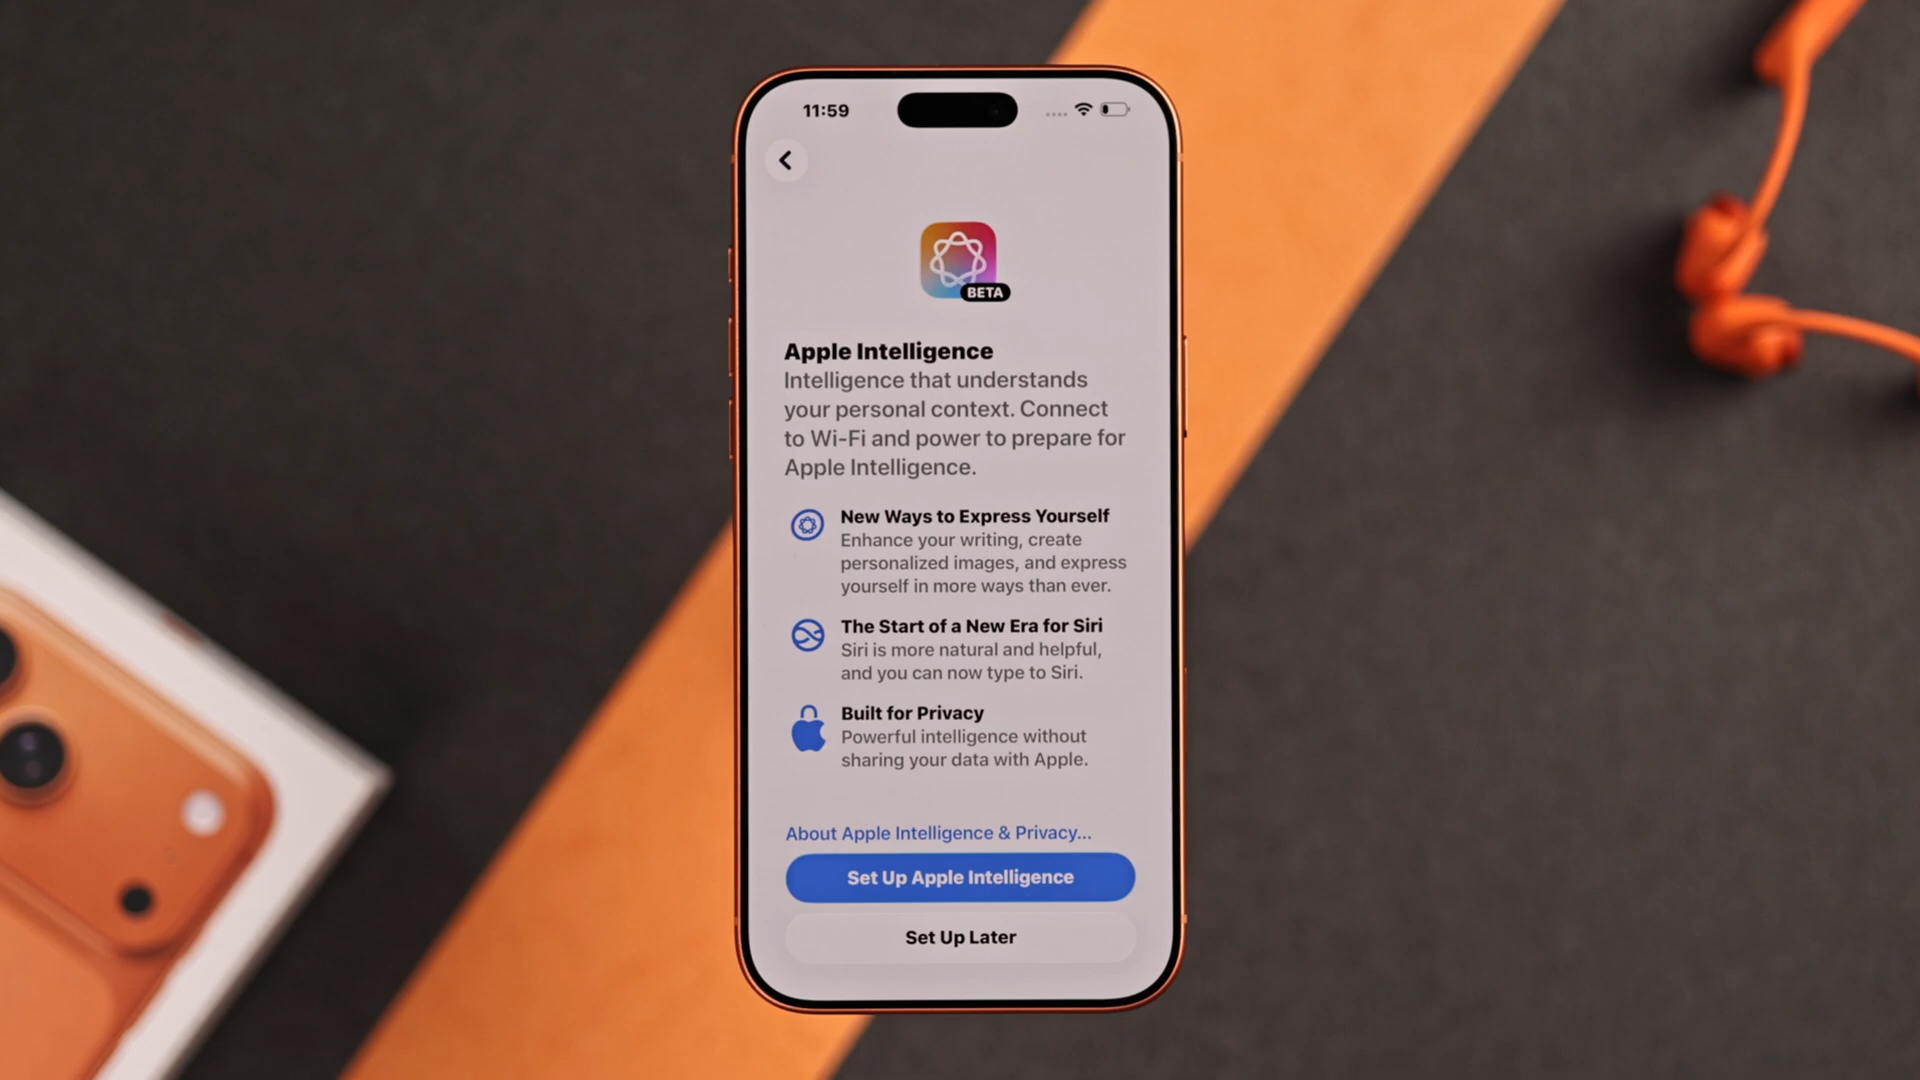 11:59
BETA
Apple Intelligence
Intelligence that understands
your personal context. Connect
to Wi-Fi and power to prepare for
Apple Intelligence.
New Ways to Express Yourself
Enhance your writing, create
personalized images, and express
yourself in more ways than ever.
The Start of a New Era for Siri
Siri is more natural and helpful,
and you can now type to Siri.
Built for Privacy
Powerful intelligence without
sharing your data with Apple.
About Apple Intelligence & Privacy...
Set Up Apple Intelligence
Set Up Later